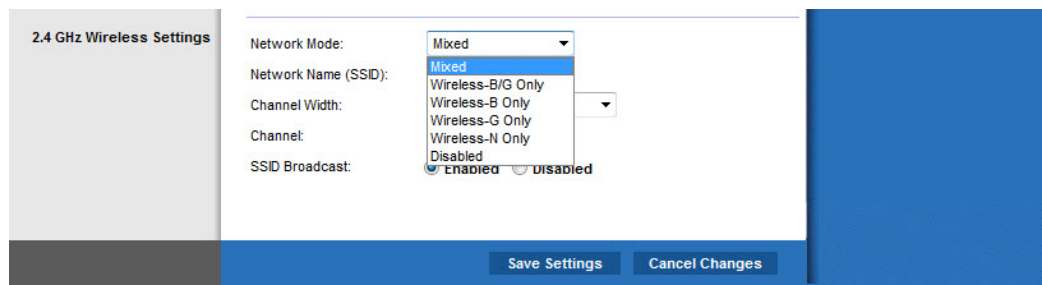 2.4 GHz Wireless Settings
Network Mode: Mixed
Mixed
Network Name (SSID):
Wireless-B/G Only
Channel Width:
Wireless-B Only
Wireless-G Only
Channel:
Wireless-N Only
Disabled
SSID Broadcast:
Enabled Disabled
Save Settings Cancel Changes